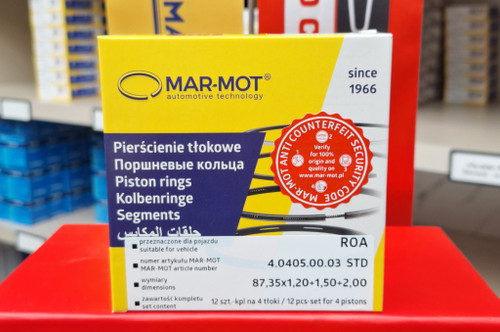 MAR-MOT®
automotive technology
since
1966
Pierścienie tłokowe
Поршневые кольца
Piston rings
Kolbenringe
Segments
حلقات المكابس
MAR-MOT ANTI COUNTERFEIT SECURITY CODE
1
2
3
4
Verify
for 100%
origin and
quality on
www.mar-mot.pl
przeznaczone dla pojazdu
suitable for vehicle
ROA
numer artykułu MAR-MOT
MAR-MOT article number
4.0405.00.03 STD
wymiary
dimensions
87,35x1,20+1,50+2,00
zawartość kompletu
set content
12 szt.-kpl na 4 tłoki / 12 pcs-set for 4 pistons